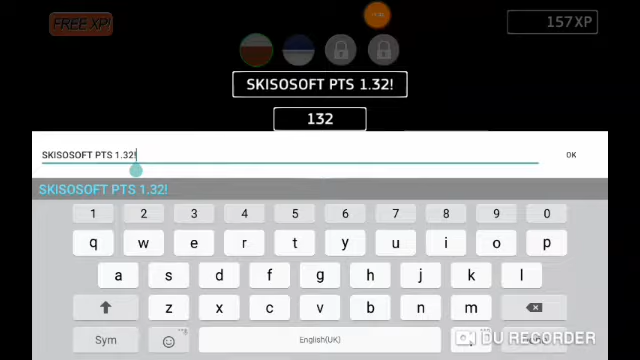 FREE XP!
157XP
SKISOSOFT PTS 1.32!
132
SKISOSOFT PTS 1.32!
OK
SKISOSOFT PTS 1.32!
1 2 3 4 5 6 7 8 9 0
q w e r t y u i o p
a s d f g h j k l
z x c v b n m
Sym English(UK)
DU RECORDER